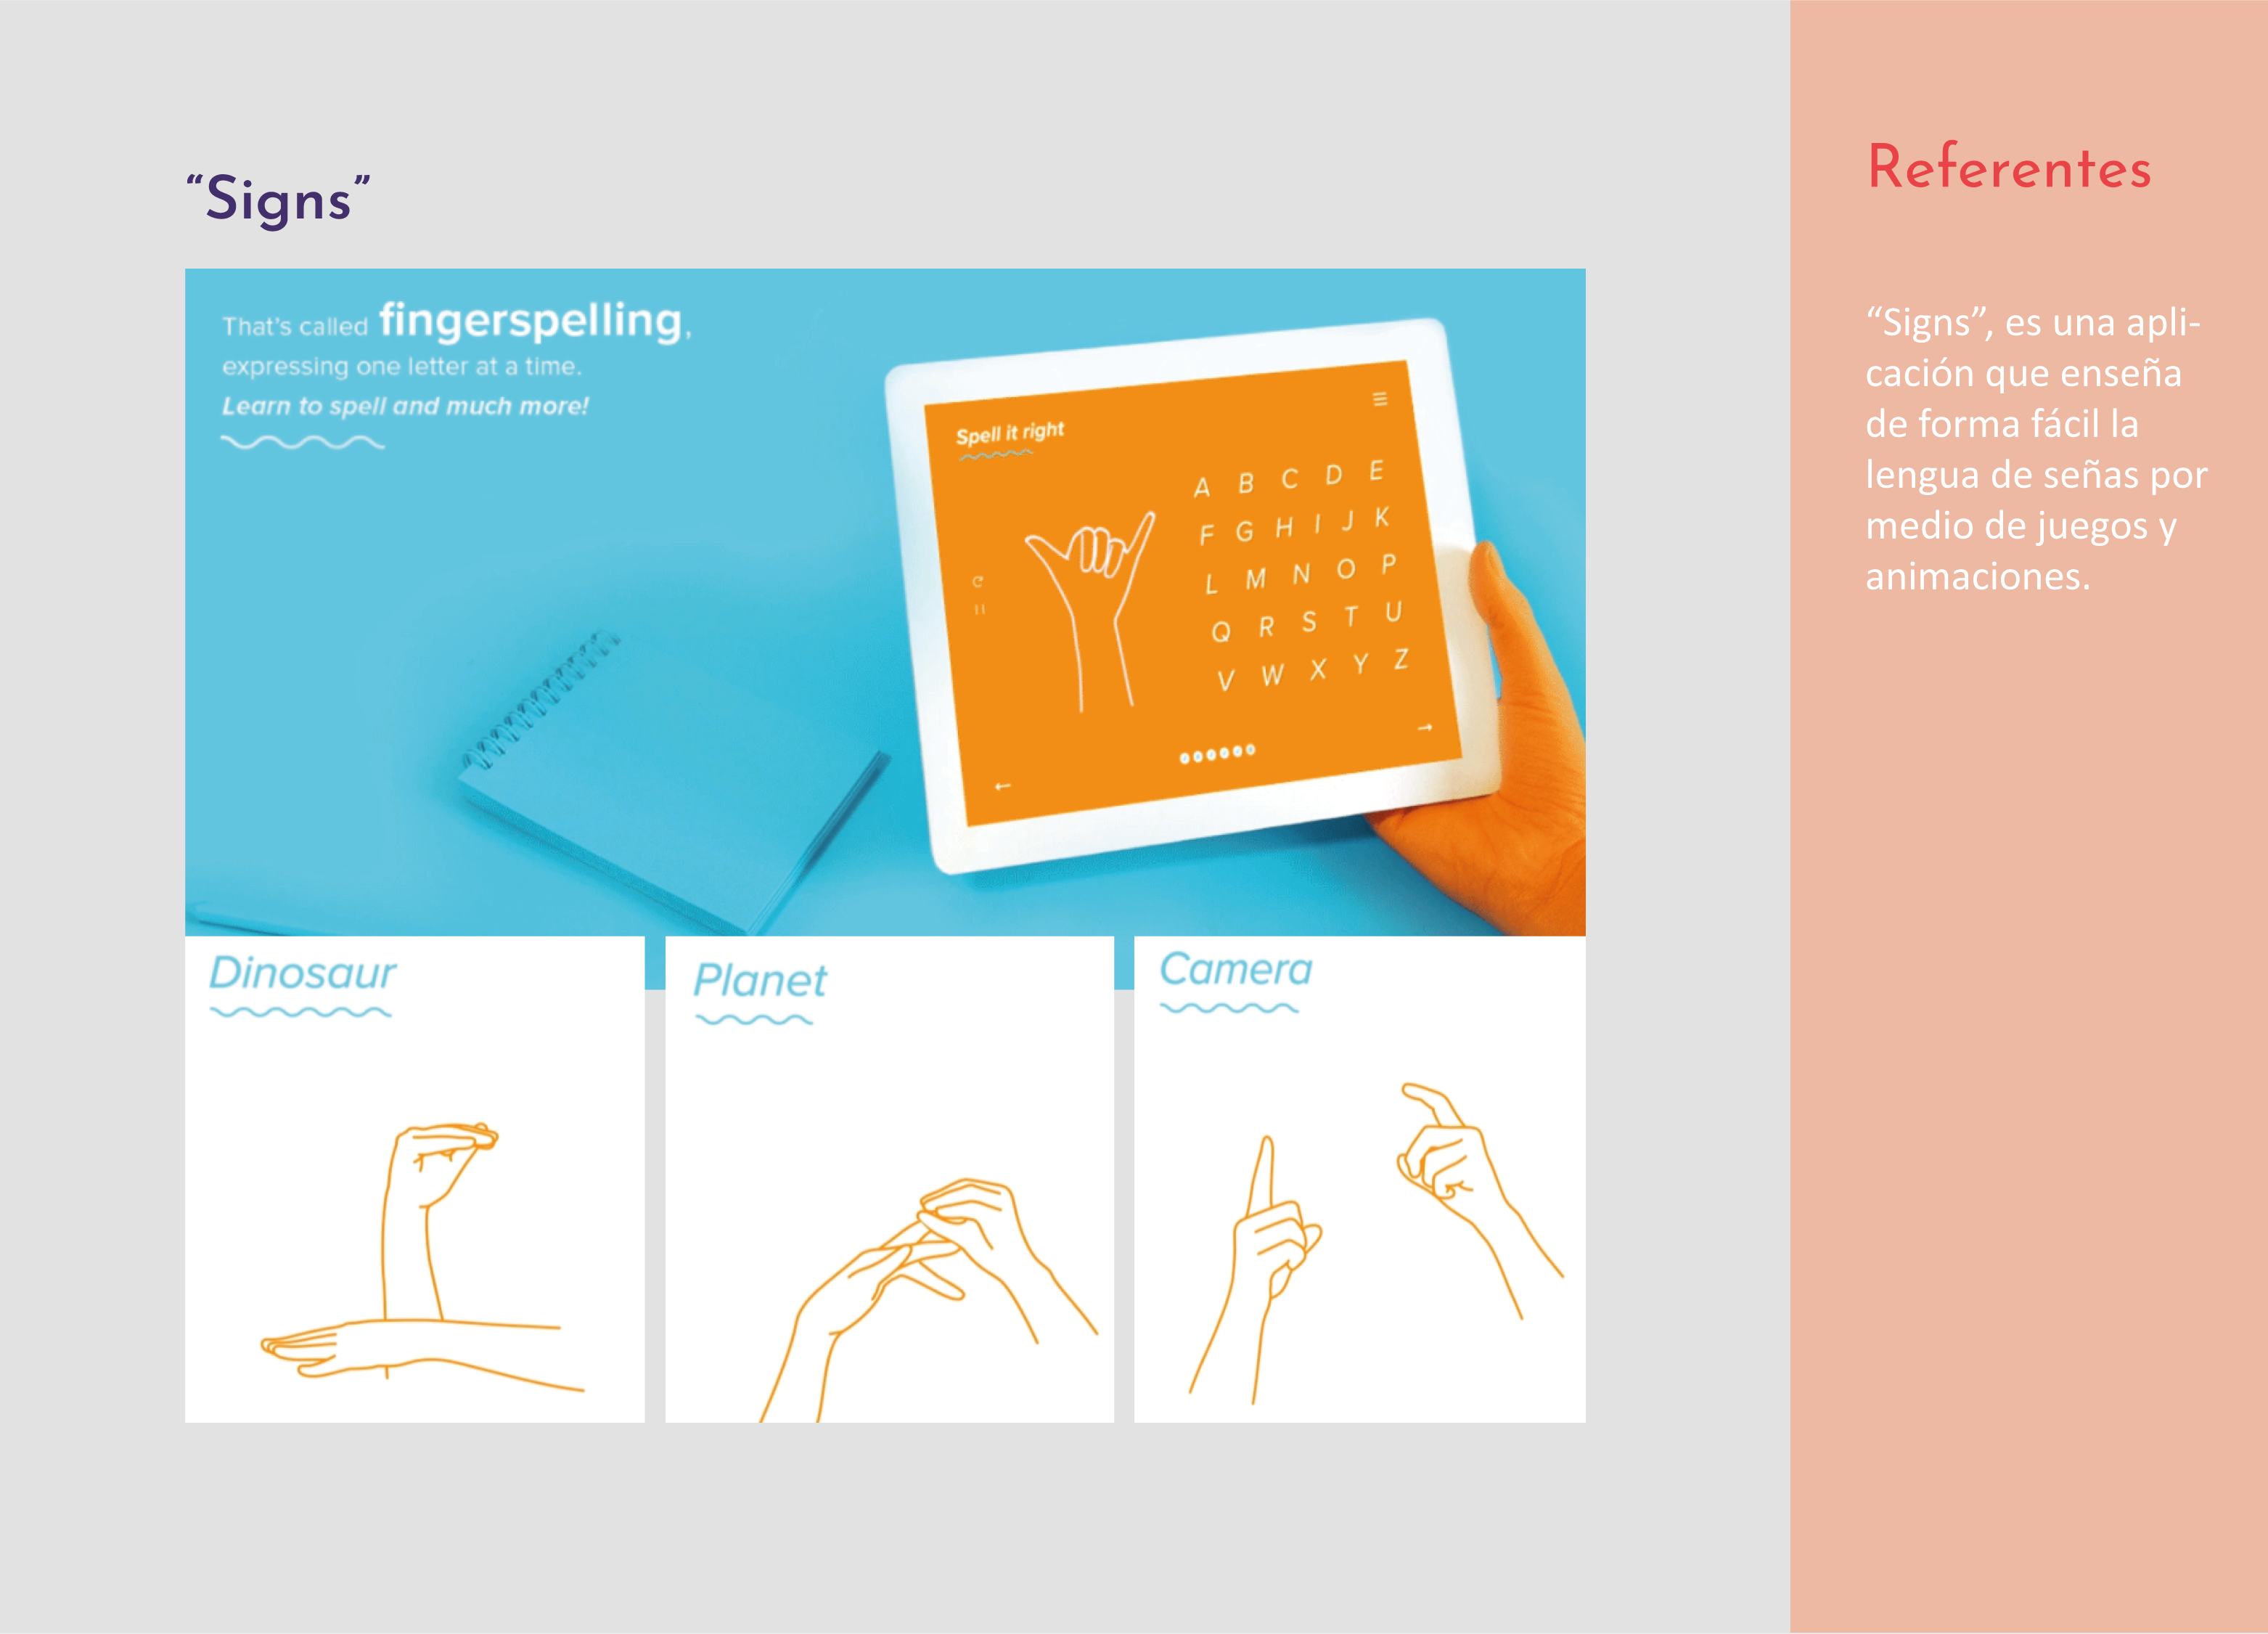 “Signs”
That’s called fingerspelling,
expressing one letter at a time.
Learn to spell and much more!
Spell it right
A B C D E
F G H I J K
L M N O P
Q R S T U
V W X Y Z
Dinosaur
Planet
Camera
Referentes
“Signs”, es una apli-
cación que enseña
de forma fácil la
lengua de señas por
medio de juegos y
animaciones.